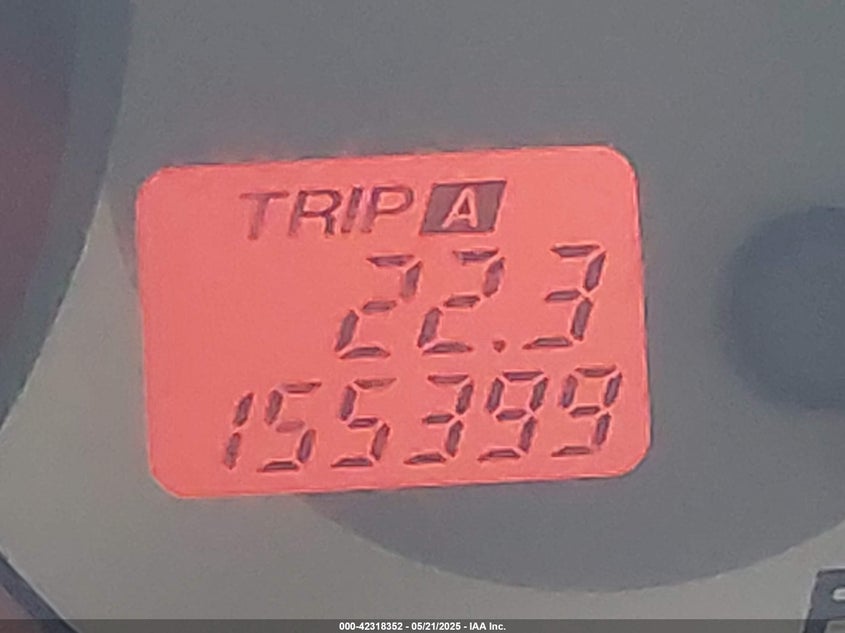 TRIP A
22.3
155399
000-42318352 - 05/21/2025 - IAA Inc.